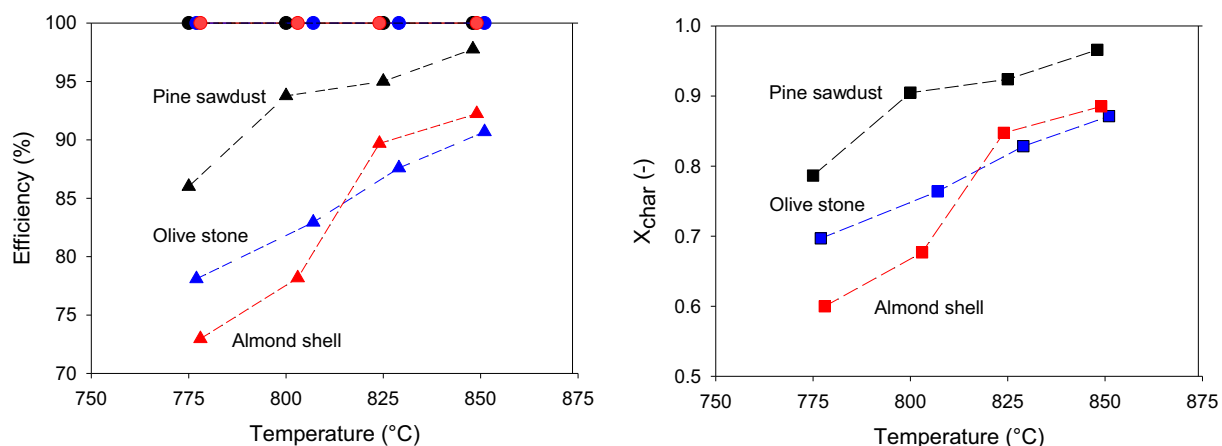 100
95
90
85
80
75
70
Efficiency (%)
Pine sawdust
Olive stone
Almond shell
750
775
800
825
850
875
Temperature (°C)
1.0
0.9
0.8
0.7
0.6
0.5
Xchar (-)
Pine sawdust
Olive stone
Almond shell
750
775
800
825
850
875
Temperature (°C)